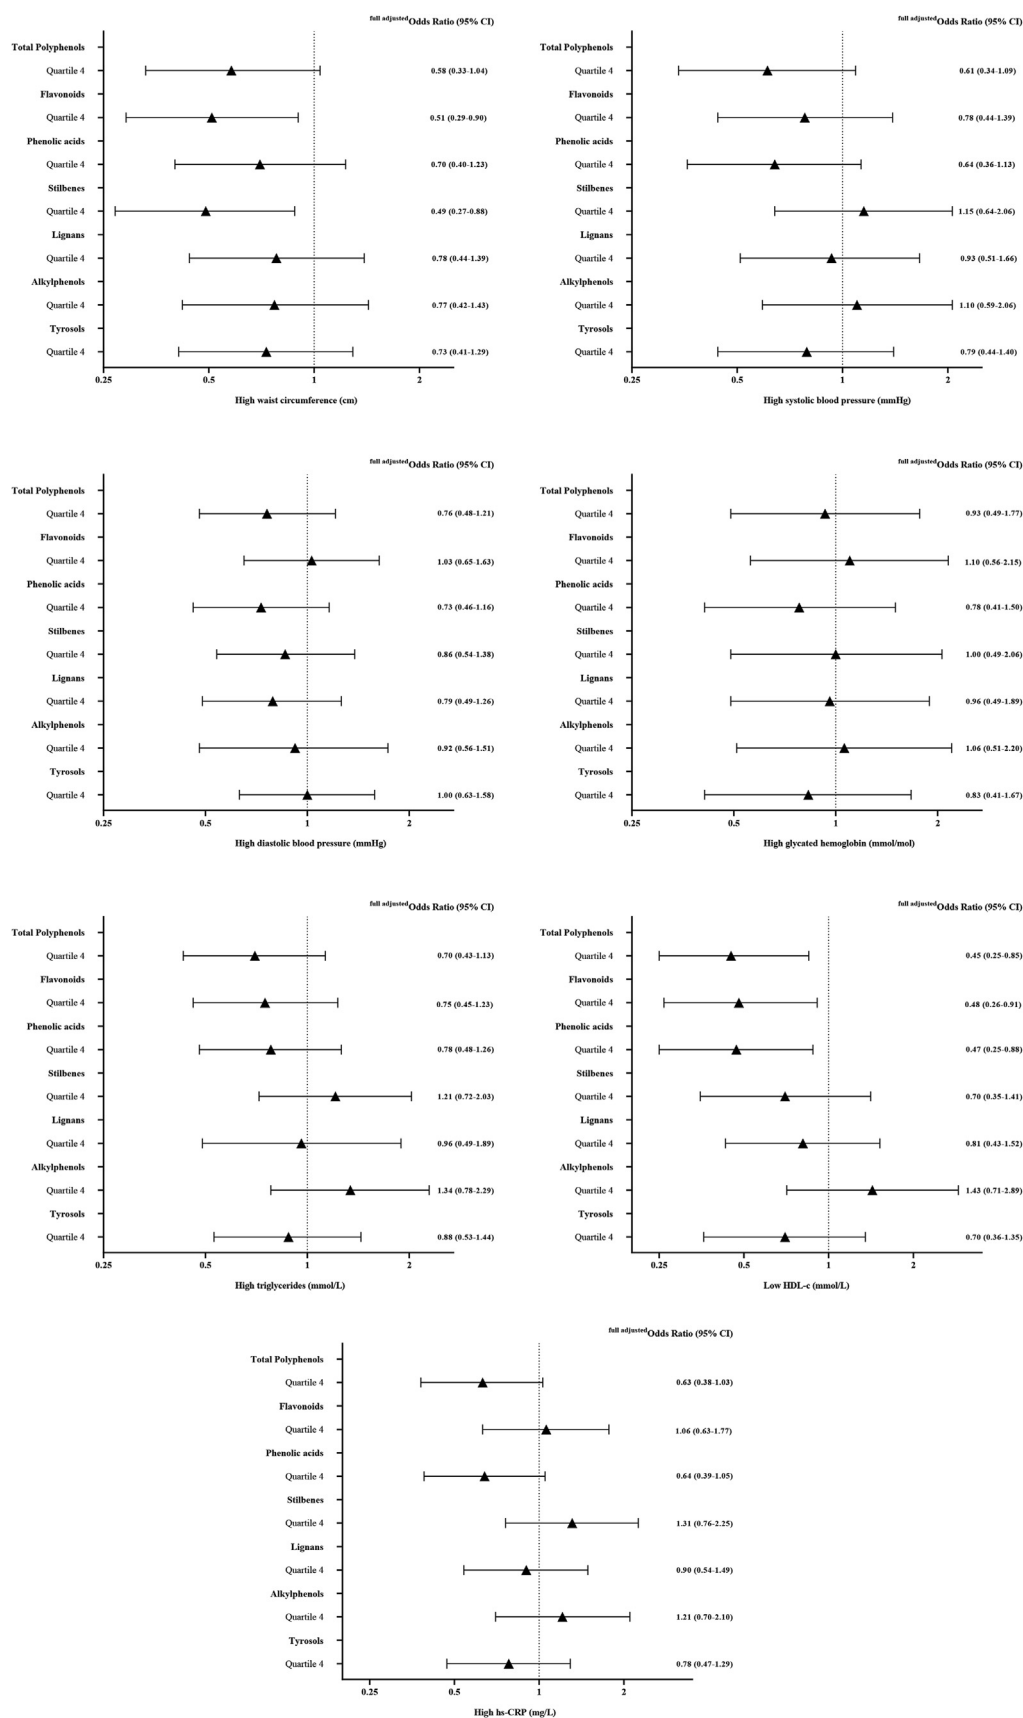 full adjusted Odds Ratio (95% CI)
Total Polyphenols
Quartile 4 0.58 (0.33-1.04)
Flavonoids
Quartile 4 0.51 (0.29-0.90)
Phenolic acids
Quartile 4 0.70 (0.40-1.23)
Stilbenes
Quartile 4 0.49 (0.27-0.88)
Lignans
Quartile 4 0.78 (0.44-1.39)
Alkylphenols
Quartile 4 0.77 (0.42-1.43)
Tyrosols
Quartile 4 0.73 (0.41-1.29)
0.25 0.5 1 2
High waist circumference (cm)
full adjusted Odds Ratio (95% CI)
Total Polyphenols
Quartile 4 0.61 (0.34-1.09)
Flavonoids
Quartile 4 0.78 (0.44-1.39)
Phenolic acids
Quartile 4 0.64 (0.36-1.13)
Stilbenes
Quartile 4 1.15 (0.64-2.06)
Lignans
Quartile 4 0.93 (0.51-1.66)
Alkylphenols
Quartile 4 1.10 (0.59-2.06)
Tyrosols
Quartile 4 0.79 (0.44-1.40)
0.25 0.5 1 2
High systolic blood pressure (mmHg)
full adjusted Odds Ratio (95% CI)
Total Polyphenols
Quartile 4 0.76 (0.48-1.21)
Flavonoids
Quartile 4 1.03 (0.65-1.63)
Phenolic acids
Quartile 4 0.73 (0.46-1.16)
Stilbenes
Quartile 4 0.86 (0.54-1.38)
Lignans
Quartile 4 0.79 (0.49-1.26)
Alkylphenols
Quartile 4 0.92 (0.56-1.51)
Tyrosols
Quartile 4 1.00 (0.63-1.58)
0.25 0.5 1 2
High diastolic blood pressure (mmHg)
full adjusted Odds Ratio (95% CI)
Total Polyphenols
Quartile 4 0.93 (0.49-1.77)
Flavonoids
Quartile 4 1.10 (0.56-2.15)
Phenolic acids
Quartile 4 0.78 (0.41-1.50)
Stilbenes
Quartile 4 1.00 (0.49-2.06)
Lignans
Quartile 4 0.96 (0.49-1.89)
Alkylphenols
Quartile 4 1.06 (0.51-2.20)
Tyrosols
Quartile 4 0.83 (0.41-1.67)
0.25 0.5 1 2
High glycated hemoglobin (mmol/mol)
full adjusted Odds Ratio (95% CI)
Total Polyphenols
Quartile 4 0.70 (0.43-1.13)
Flavonoids
Quartile 4 0.75 (0.45-1.23)
Phenolic acids
Quartile 4 0.78 (0.48-1.26)
Stilbenes
Quartile 4 1.21 (0.72-2.03)
Lignans
Quartile 4 0.96 (0.49-1.89)
Alkylphenols
Quartile 4 1.34 (0.78-2.29)
Tyrosols
Quartile 4 0.88 (0.53-1.44)
0.25 0.5 1 2
High triglycerides (mmol/L)
full adjusted Odds Ratio (95% CI)
Total Polyphenols
Quartile 4 0.45 (0.25-0.85)
Flavonoids
Quartile 4 0.48 (0.26-0.91)
Phenolic acids
Quartile 4 0.47 (0.25-0.88)
Stilbenes
Quartile 4 0.70 (0.35-1.41)
Lignans
Quartile 4 0.81 (0.43-1.52)
Alkylphenols
Quartile 4 1.43 (0.71-2.89)
Tyrosols
Quartile 4 0.70 (0.36-1.35)
0.25 0.5 1 2
Low HDL-c (mmol/L)
full adjusted Odds Ratio (95% CI)
Total Polyphenols
Quartile 4 0.63 (0.38-1.03)
Flavonoids
Quartile 4 1.06 (0.63-1.77)
Phenolic acids
Quartile 4 0.64 (0.39-1.05)
Stilbenes
Quartile 4 1.31 (0.76-2.25)
Lignans
Quartile 4 0.90 (0.54-1.49)
Alkylphenols
Quartile 4 1.21 (0.70-2.10)
Tyrosols
Quartile 4 0.78 (0.47-1.29)
0.25 0.5 1 2
High hs-CRP (mg/L)